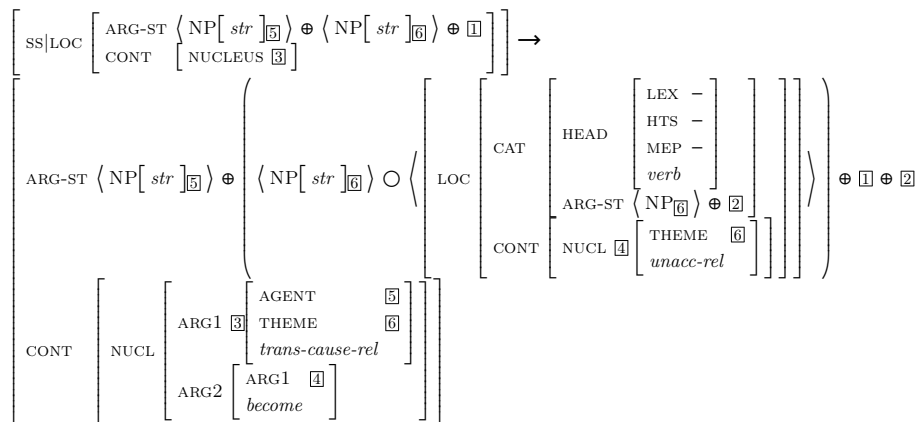 SS|LOC ARG-ST ⟨ NP[ str ]5 ⟩ ⊕ ⟨ NP[ str ]6 ⟩ ⊕ 1
CONT [ NUCLEUS 3 ] →
LEX –
HTS –
HEAD MEP –
CAT verb
ARG-ST ⟨ NP[ str ]5 ⟩ ⊕ ( ⟨ NP[ str ]6 ⟩ ○ ⟨ LOC ARG-ST ⟨ NP6 ⟩ ⊕ 2 ⟩ ) ⊕ 1 ⊕ 2
CONT NUCL 4 THEME 6
unacc-rel
AGENT 5
ARG1 3 THEME 6
CONT NUCL trans-cause-rel
ARG2 ARG1 4
become